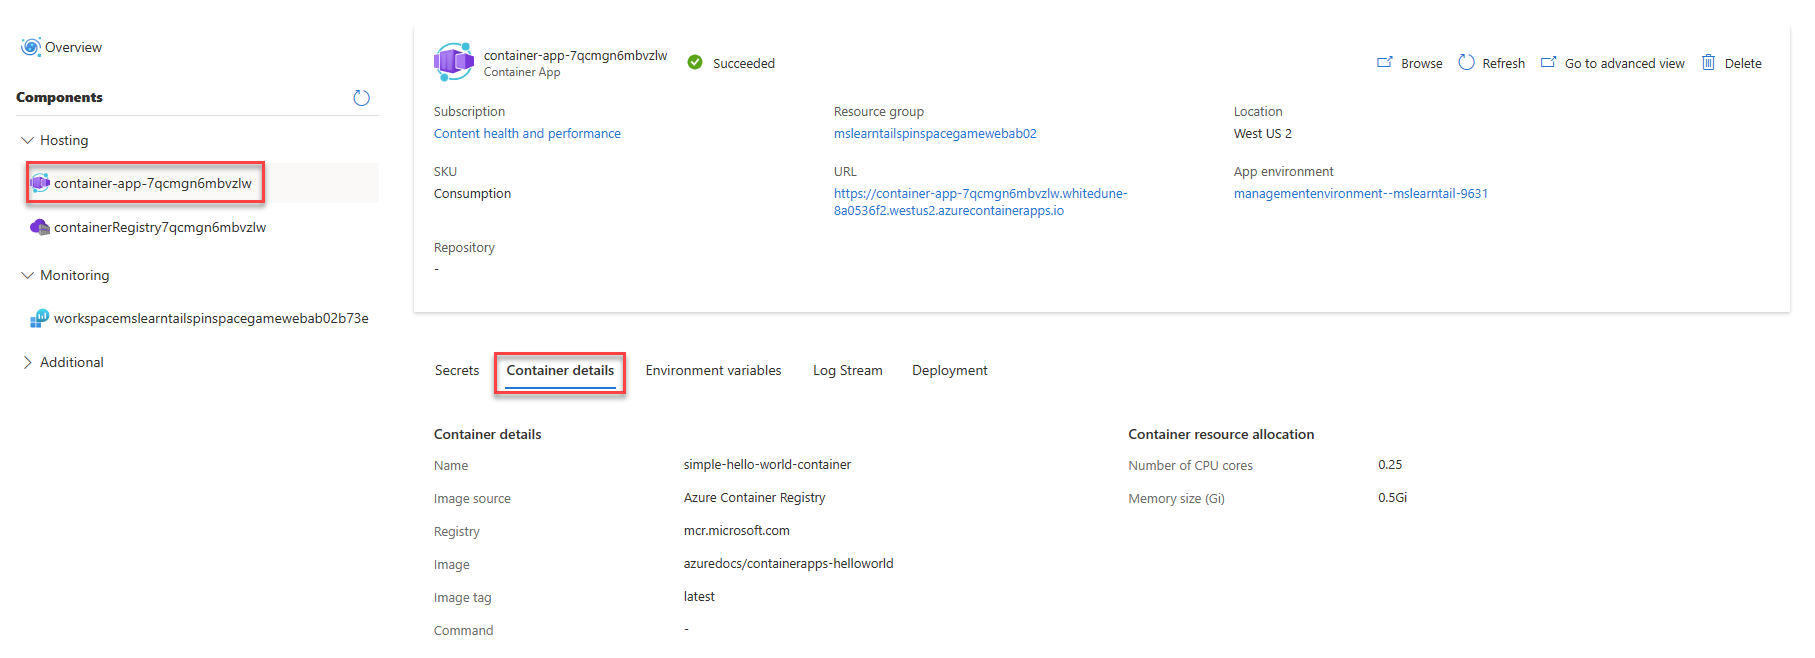 Overview
Components
Hosting
container-app-7qcmgn6mbvzlw
containerRegistry7qcmgn6mbvzlw
Monitoring
workspacemslearntailspinspacegamewebab02b73e
Additional
container-app-7qcmgn6mbvzlw
Container App
Succeeded
Browse Refresh Go to advanced view Delete
Subscription
Content health and performance
Resource group
mslearntailspinspacegamewebab02
Location
West US 2
SKU
Consumption
URL
https://container-app-7qcmgn6mbvzlw.whitedune-
8a0536f2.westus2.azurecontainerapps.io
App environment
managementenvironment--mslearntail-9631
Repository
-
Secrets Container details Environment variables Log Stream Deployment
Container details
Name simple-hello-world-container
Image source Azure Container Registry
Registry mcr.microsoft.com
Image azuredocs/containerapps-helloworld
Image tag latest
Command -
Container resource allocation
Number of CPU cores 0.25
Memory size (Gi) 0.5Gi